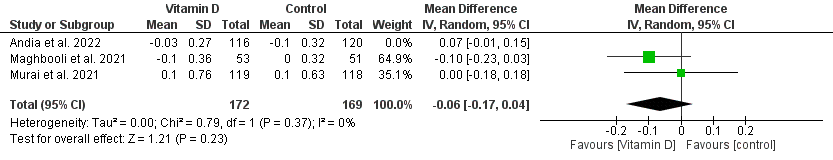 Vitamin D Control Mean Difference Mean Difference
Study or Subgroup Mean SD Total Mean SD Total Weight IV, Random, 95% CI IV, Random, 95% CI
Andia et al. 2022 -0.03 0.27 116 -0.1 0.32 120 0.0% 0.07 [-0.01, 0.15]
Maghbooli et al. 2021 -0.1 0.36 53 0 0.32 51 64.9% -0.10 [-0.23, 0.03]
Murai et al. 2021 0.1 0.76 119 0.1 0.63 118 35.1% 0.00 [-0.18, 0.18]
Total (95% CI) 172 169 100.0% -0.06 [-0.17, 0.04]
Heterogeneity: Tau² = 0.00; Chi² = 0.79, df = 1 (P = 0.37); I² = 0%
Test for overall effect: Z = 1.21 (P = 0.23)
-0.2 -0.1 0 0.1 0.2
Favours [Vitamin D] Favours [control]